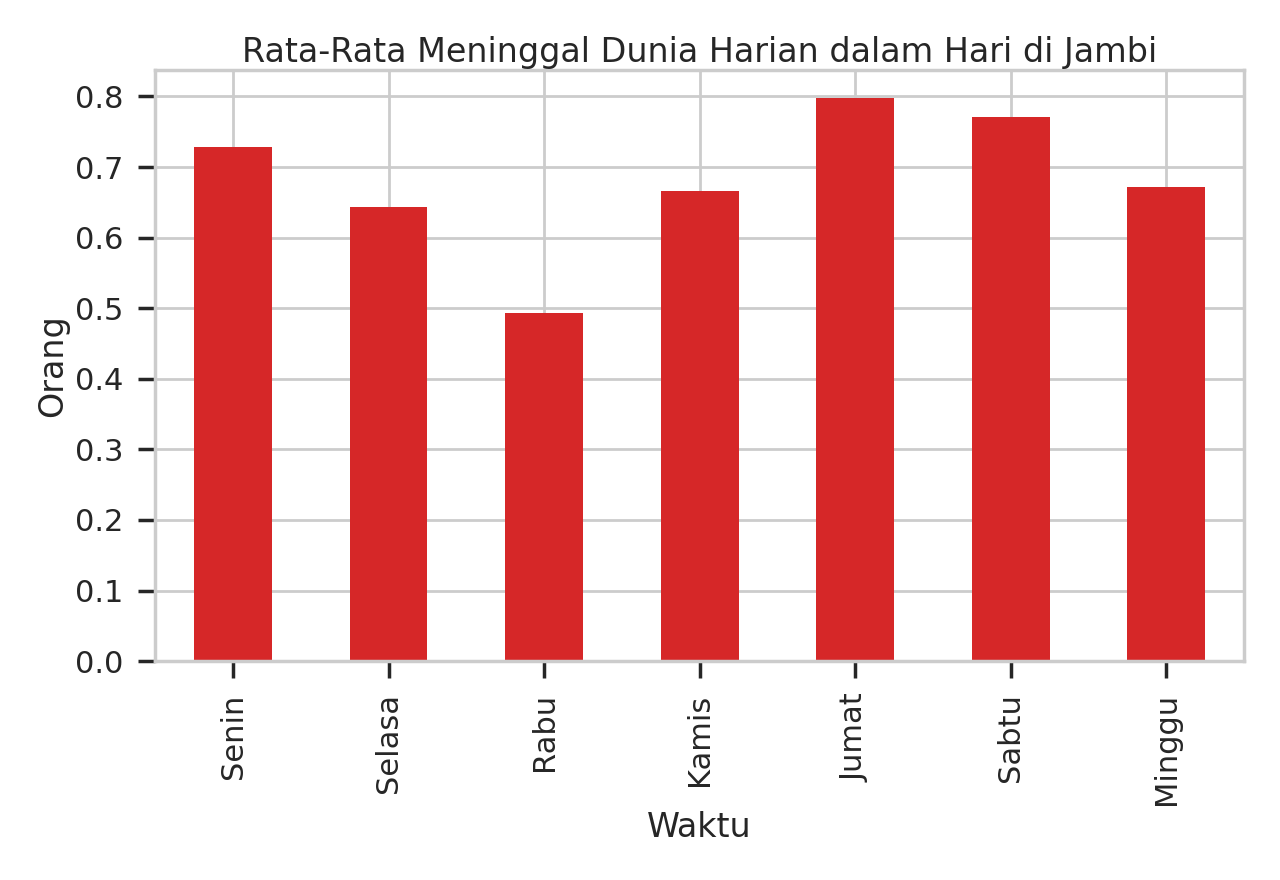 Rata-Rata Meninggal Dunia Harian dalam Hari di Jambi
0.8
0.7
0.6
0.5
0.4
0.3
0.2
0.1
0.0
Orang
Senin
Selasa
Rabu
Kamis
Jumat
Sabtu
Minggu
Waktu